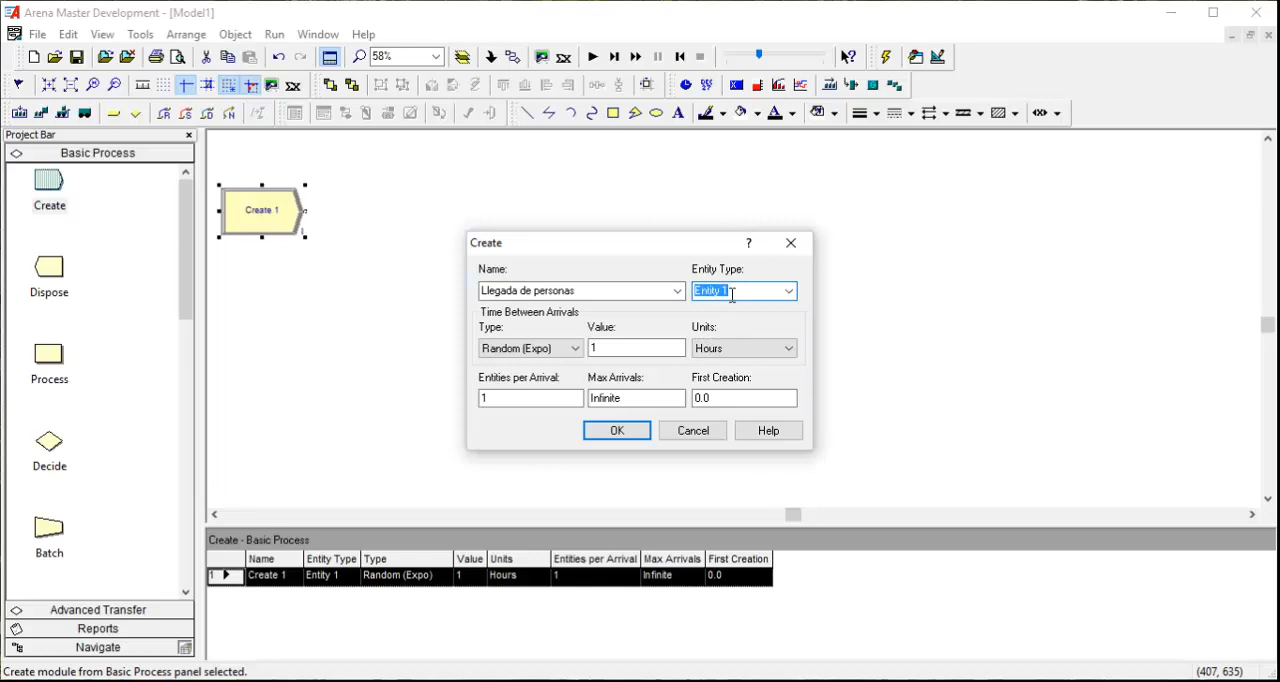 Arena Master Development - [Model1]
File Edit View Tools Arrange Object Run Window Help
58%
Project Bar
Basic Process
Create
Dispose
Process
Decide
Batch
Advanced Transfer
Reports
Navigate
Create 1
Create
Name:
Entity Type:
Llegada de personas
Entity 1
Time Between Arrivals
Type:
Value:
Units:
Random (Expo)
1
Hours
Entities per Arrival:
Max Arrivals:
First Creation:
1
Infinite
0.0
OK
Cancel
Help
Create - Basic Process
Name Entity Type Type Value Units Entities per Arrival Max Arrivals First Creation
1 Create 1 Entity 1 Random (Expo) 1 Hours 1 Infinite 0.0
Create module from Basic Process panel selected.
(407, 635)